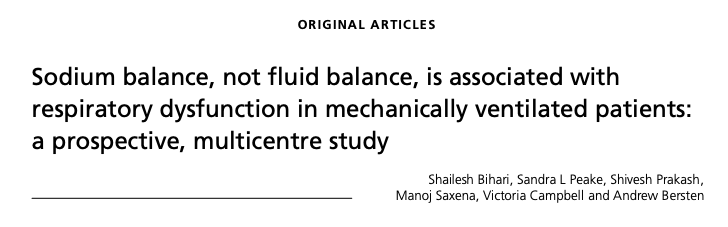 ORIGINAL ARTICLES
Sodium balance, not fluid balance, is associated with
respiratory dysfunction in mechanically ventilated patients:
a prospective, multicentre study
Shailesh Bihari, Sandra L Peake, Shivesh Prakash,
Manoj Saxena, Victoria Campbell and Andrew Bersten